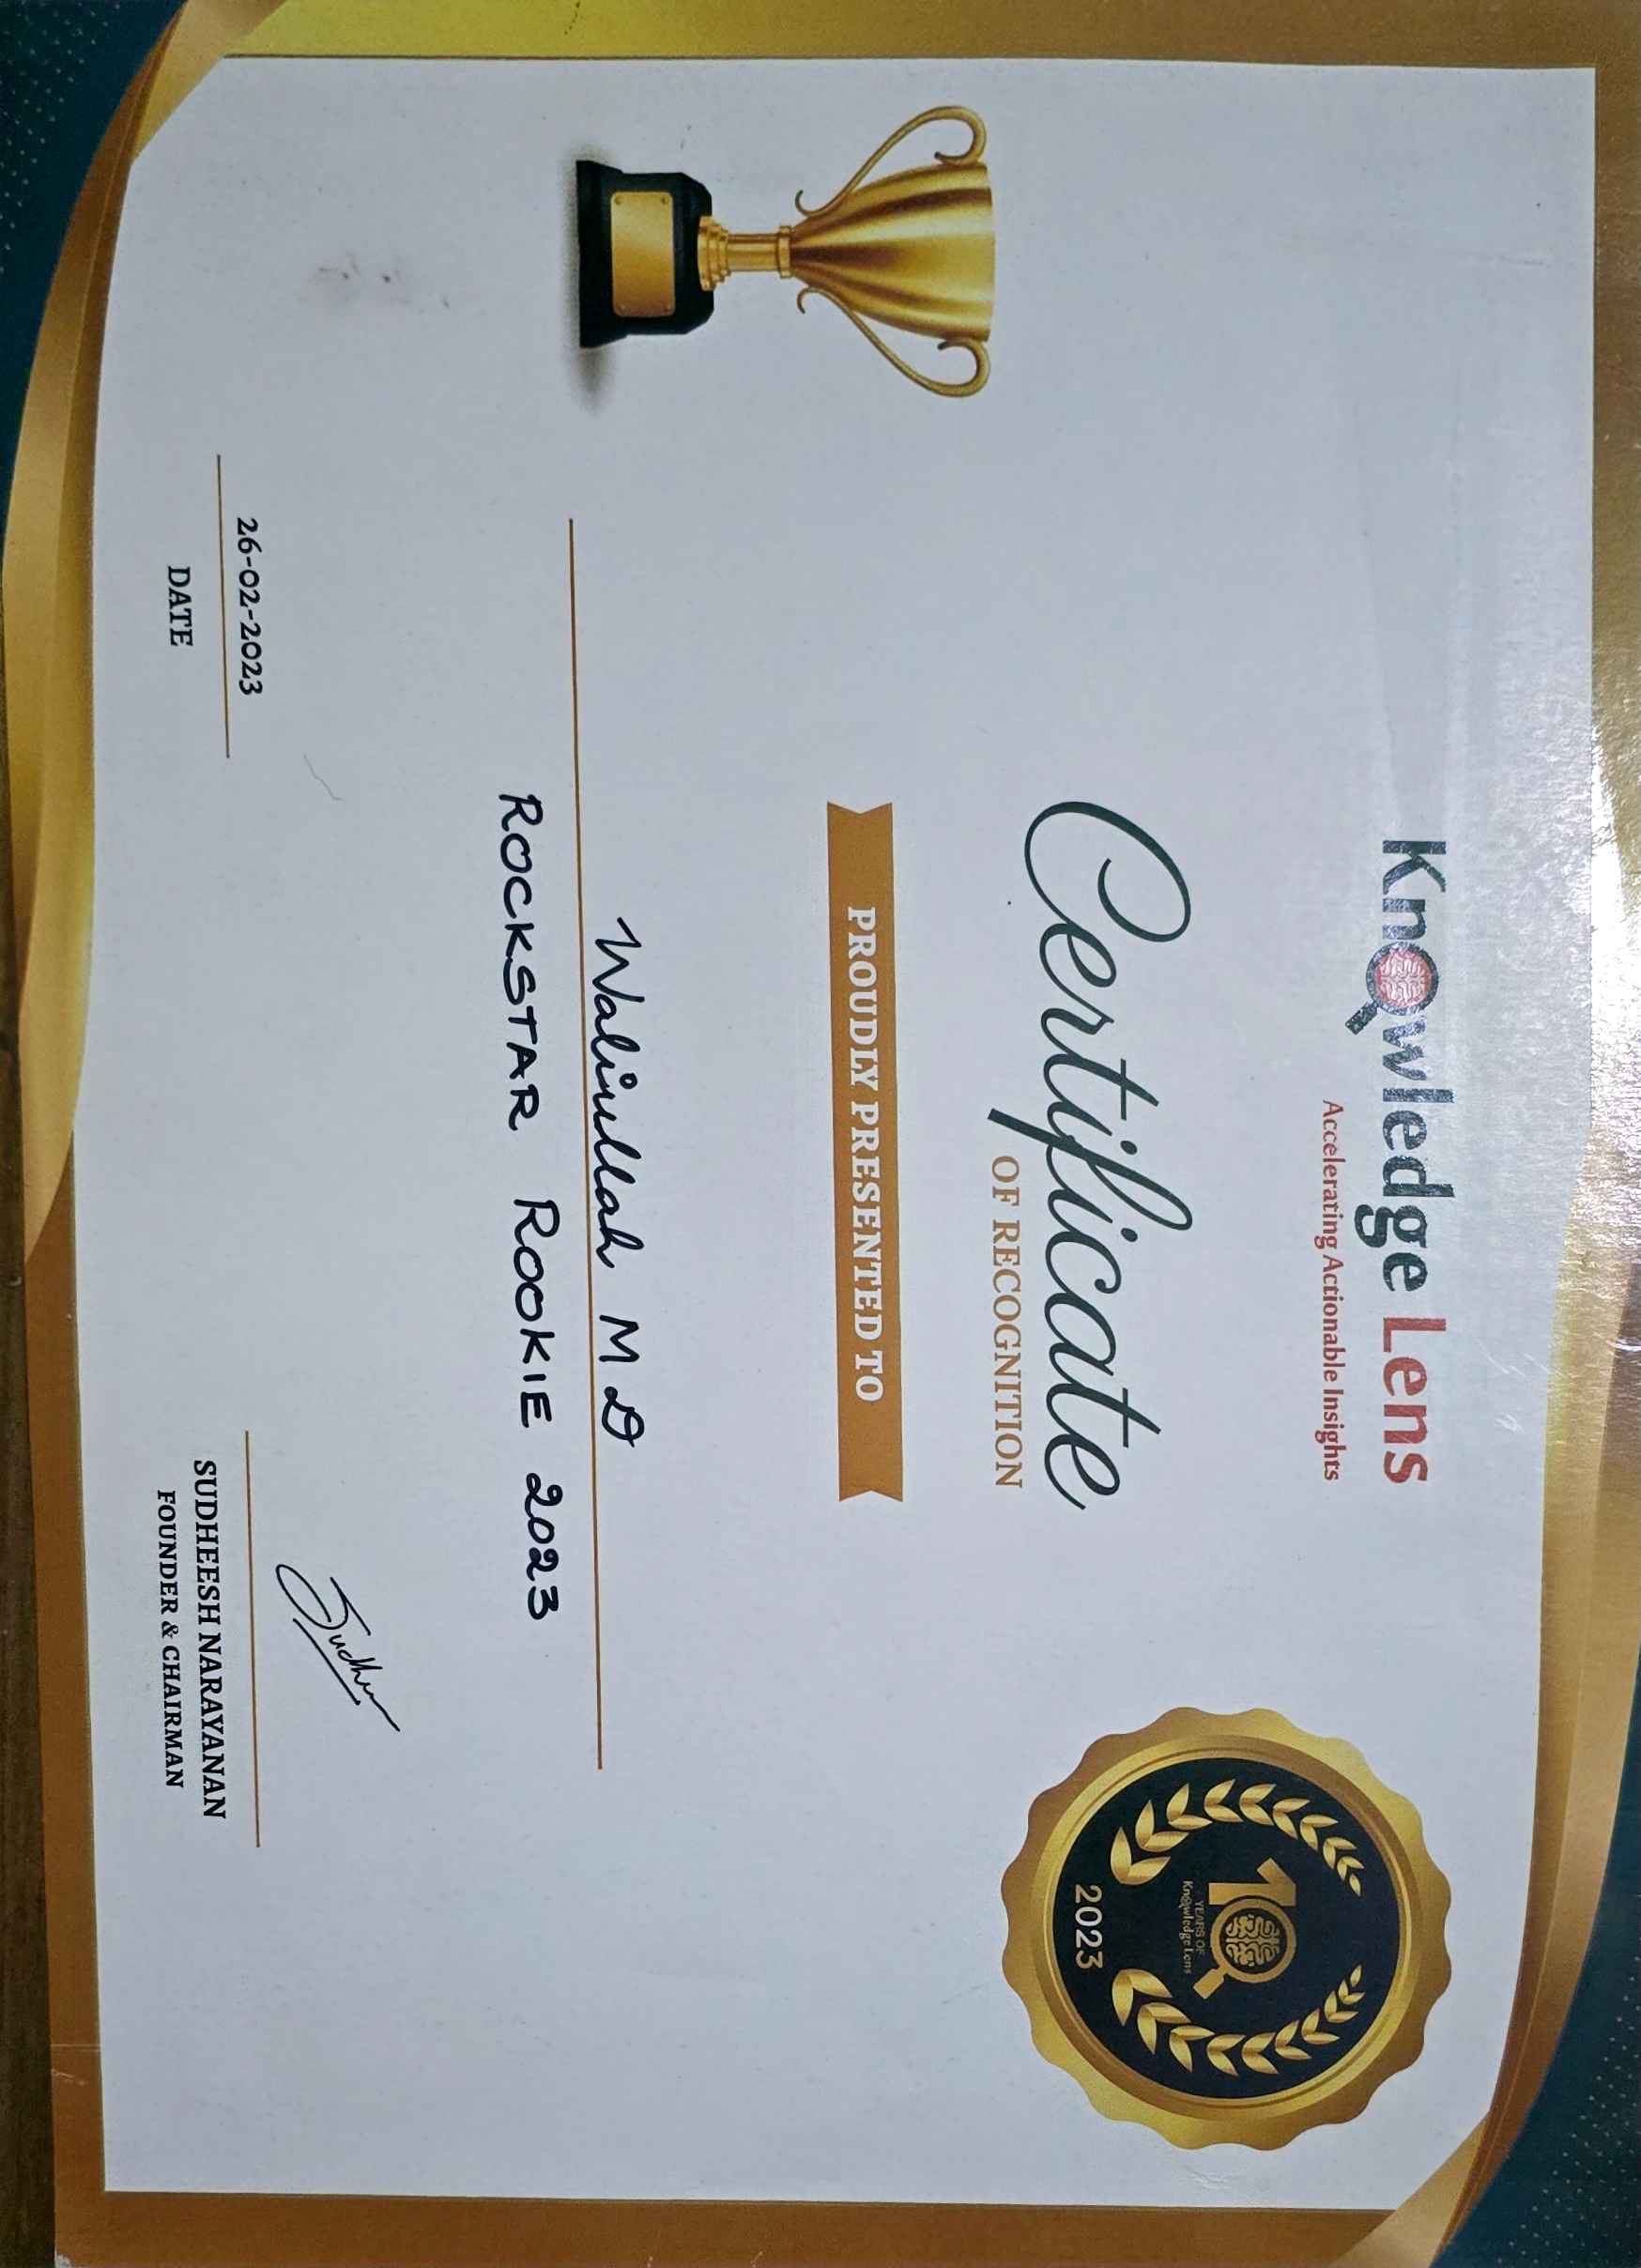 Knowledge Lens
Accelerating Actionable Insights
10
YEARS OF
Knowledge Lens
2023
Certificate
OF RECOGNITION
PROUDLY PRESENTED TO
Waliullah M D
ROCKSTAR ROOKIE 2023
26-02-2023
DATE
Sudheesh
SUDHEESH NARAYANAN
FOUNDER & CHAIRMAN